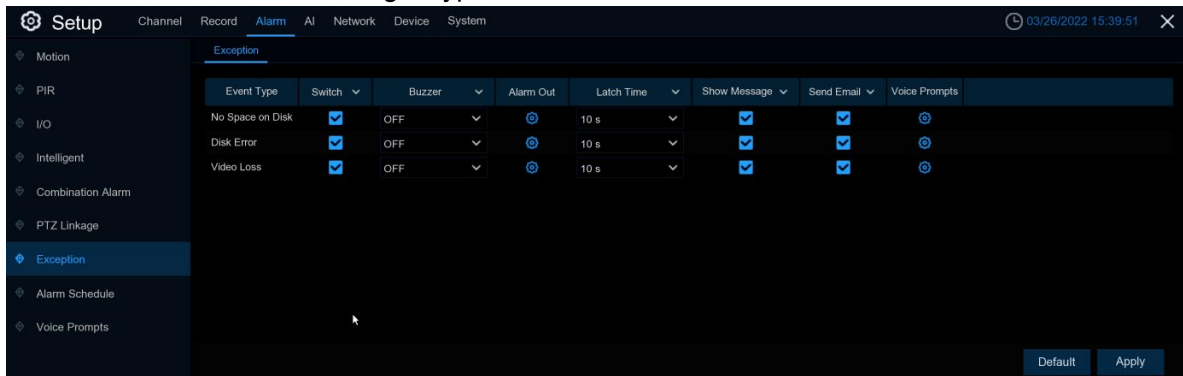 Setup Channel Record Alarm AI Network Device System 03/26/2022 15:39:51
Motion
PIR
I/O
Intelligent
Combination Alarm
PTZ Linkage
Exception
Alarm Schedule
Voice Prompts
Exception
Event Type Switch Buzzer Alarm Out Latch Time Show Message Send Email Voice Prompts
No Space on Disk OFF 10 s
Disk Error OFF 10 s
Video Loss OFF 10 s
Default Apply